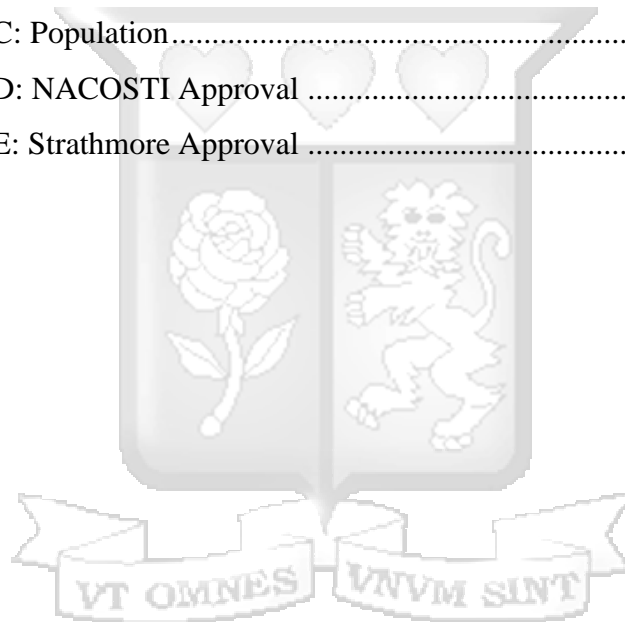 C: Population.......................................................
D: NACOSTI Approval .......................................
E: Strathmore Approval .......................................
VT OMNES VNVM SINT